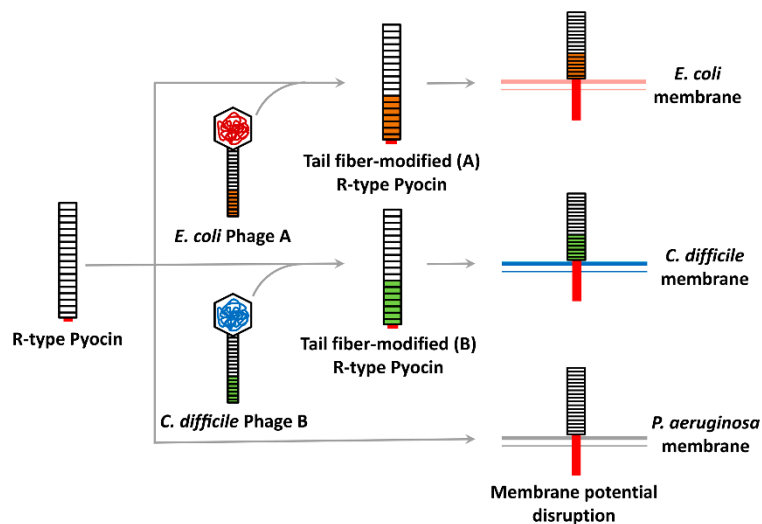 E. coli
membrane
Tail fiber-modified (A)
R-type Pyocin
E. coli Phage A
C. difficile
membrane
R-type Pyocin
Tail fiber-modified (B)
R-type Pyocin
C. difficile Phage B
P. aeruginosa
membrane
Membrane potential
disruption